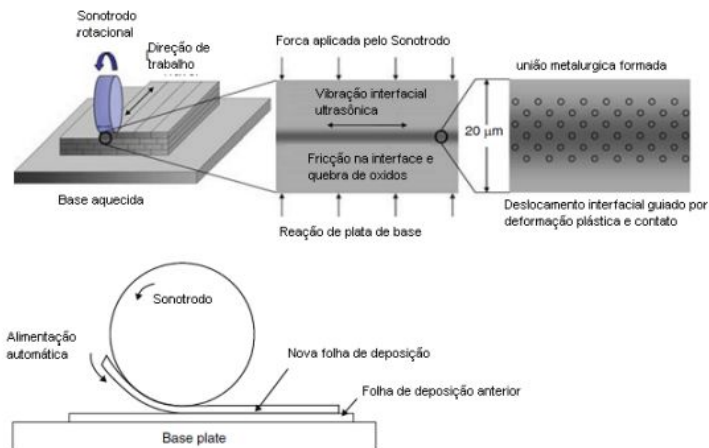 Sonotrodo
rotacional
Direção de
trabalho
Base aquecida
Forca aplicada pelo Sonotrodo
Vibração interfacial
ultrasônica
Fricção na interface e
quebra de oxidos
Reação de plata de base
20 µm
união metalurgica formada
Deslocamento interfacial guiado por
deformação plástica e contato
Sonotrodo
Alimentação
automática
Nova folha de deposição
Folha de deposição anterior
Base plate